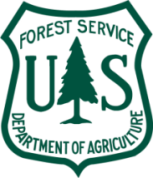 FOREST SERVICE
U S
DEPARTMENT OF AGRICULTURE